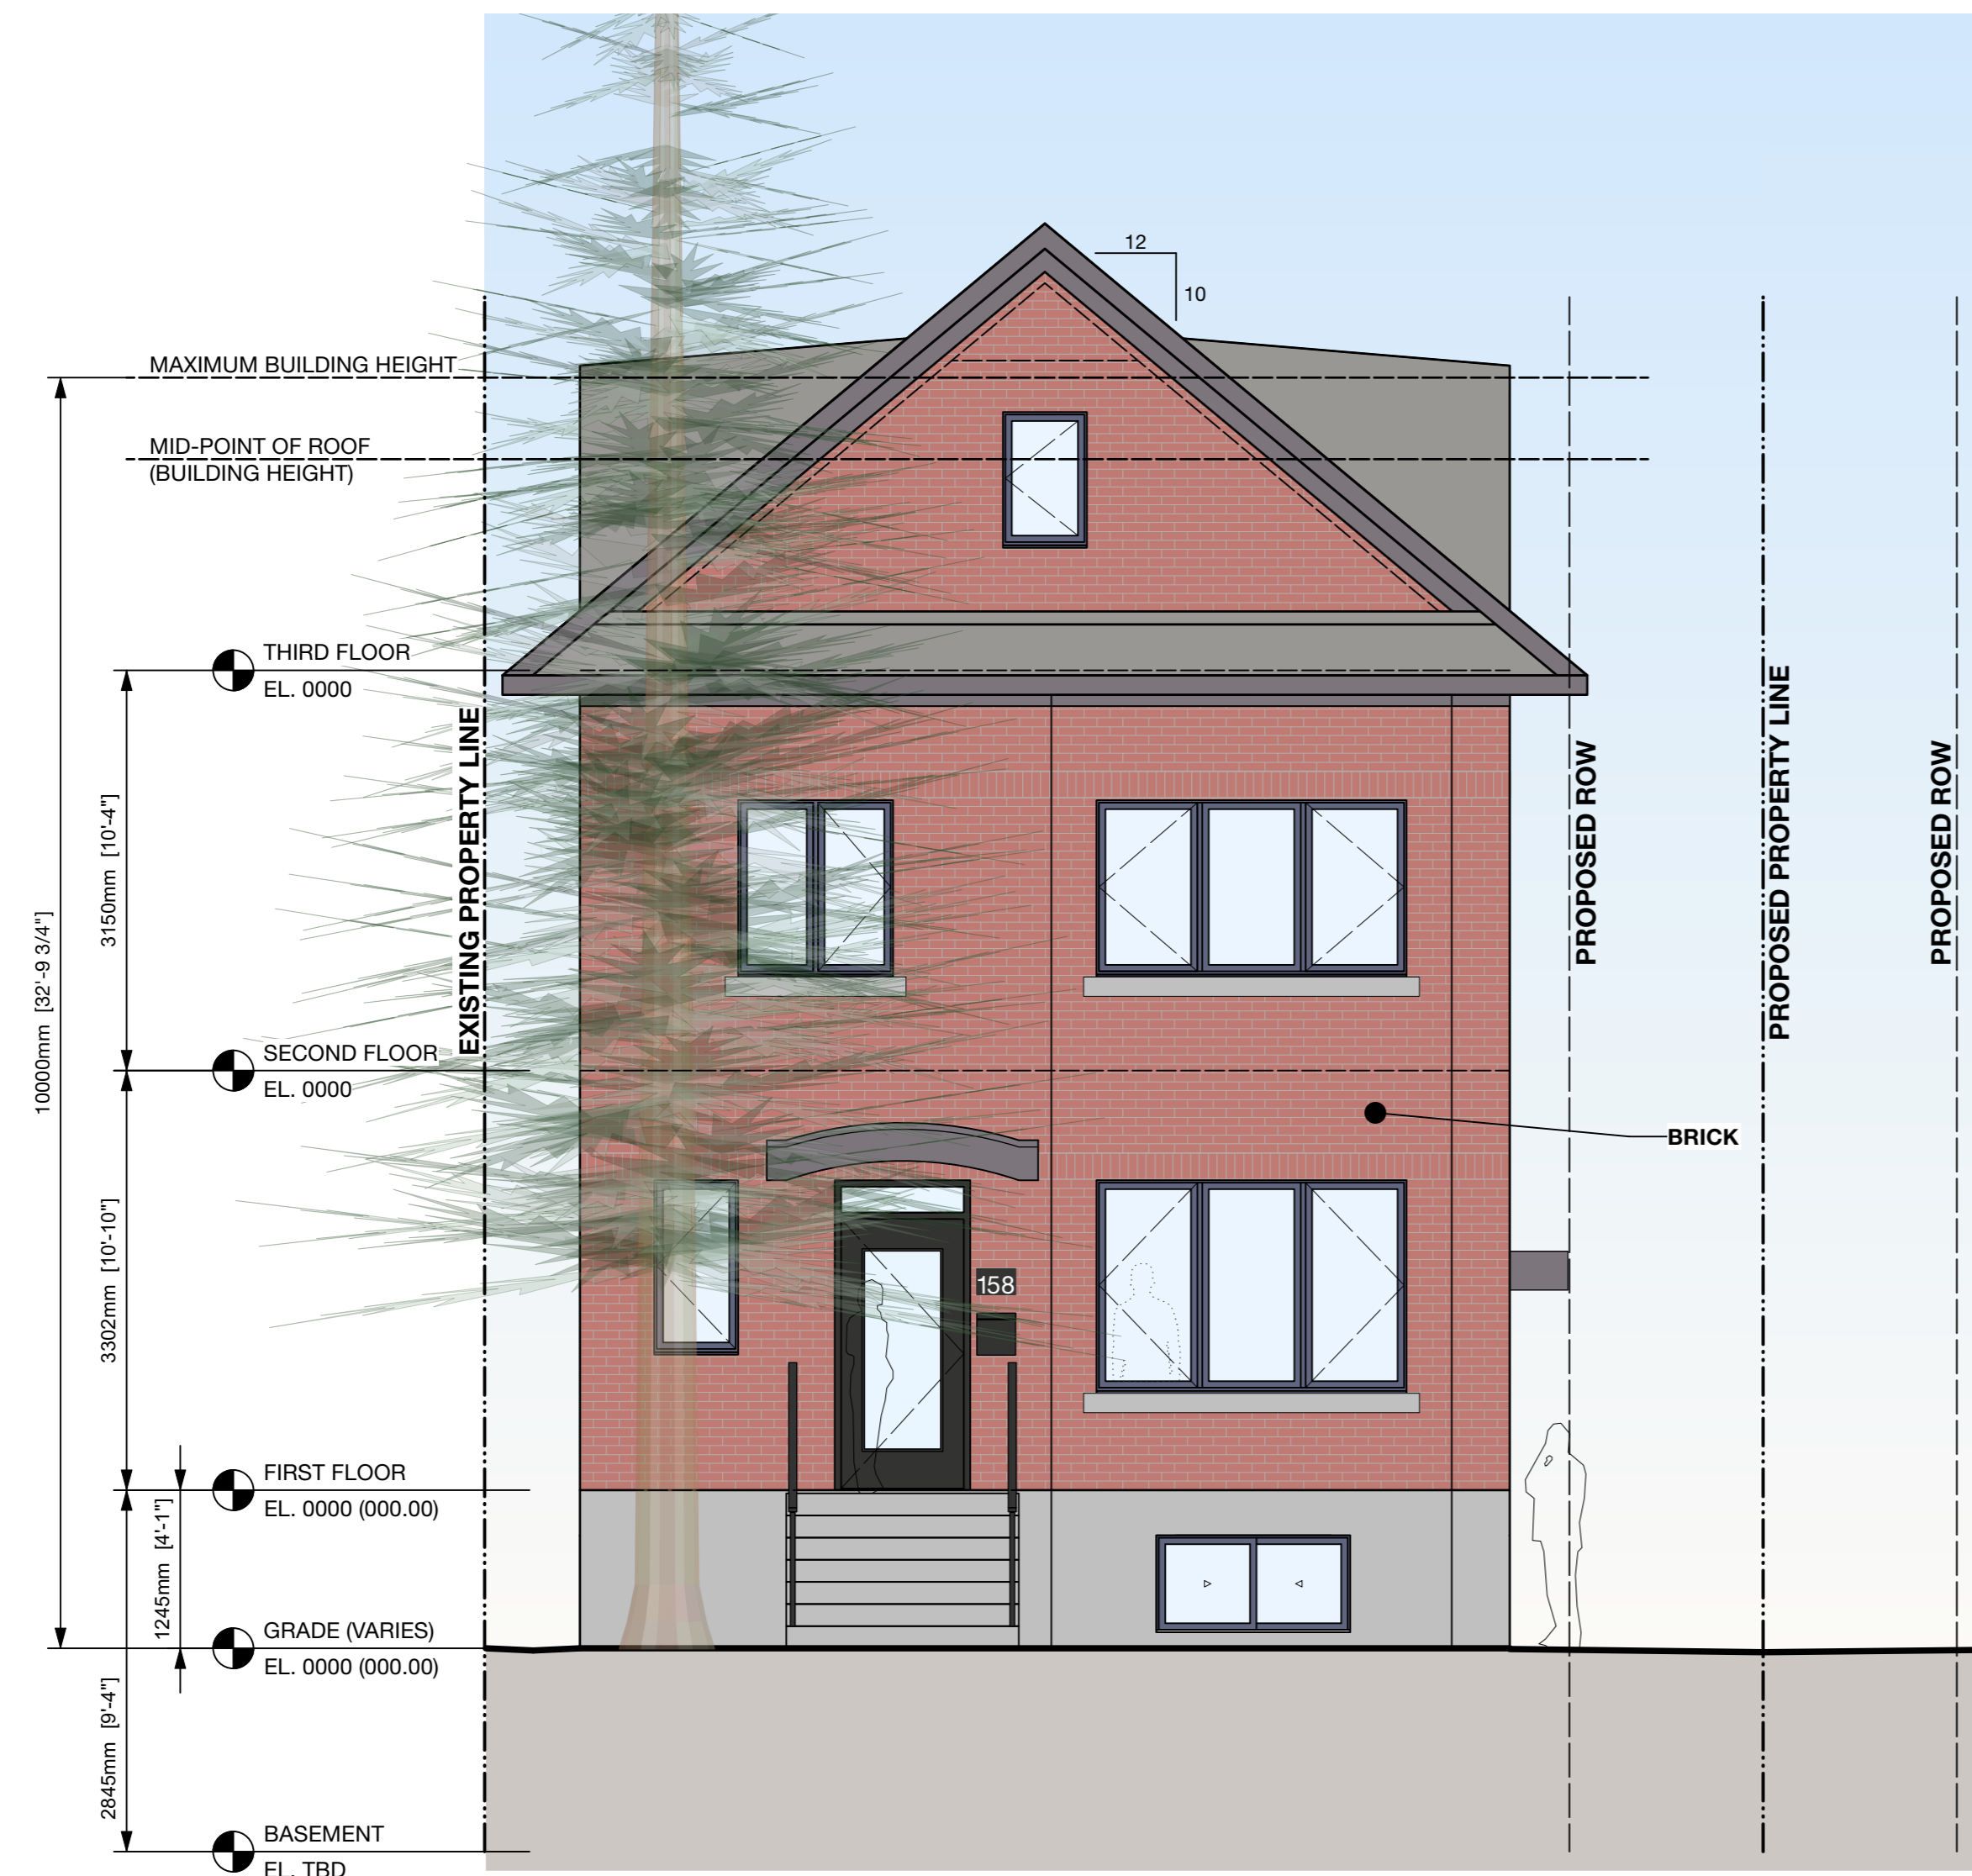 12
10
MAXIMUM BUILDING HEIGHT
MID-POINT OF ROOF
(BUILDING HEIGHT)
THIRD FLOOR
EL. 0000
EXISTING PROPERTY LINE
PROPOSED ROW
PROPOSED PROPERTY LINE
PROPOSED ROW
10000mm [32'-9 3/4"]
3150mm [10'-4"]
SECOND FLOOR
EL. 0000
BRICK
3302mm [10'-10"]
158
FIRST FLOOR
EL. 0000 (000.00)
1245mm [4'-1"]
GRADE (VARIES)
EL. 0000 (000.00)
2845mm [9'-4"]
BASEMENT
EL. TBD